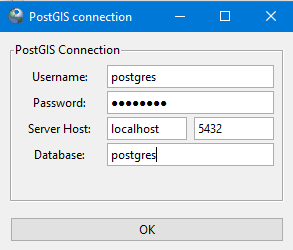 PostGIS connection
PostGIS Connection
Username: postgres
Password: ●●●●●●●●
Server Host: localhost 5432
Database: postgres
OK